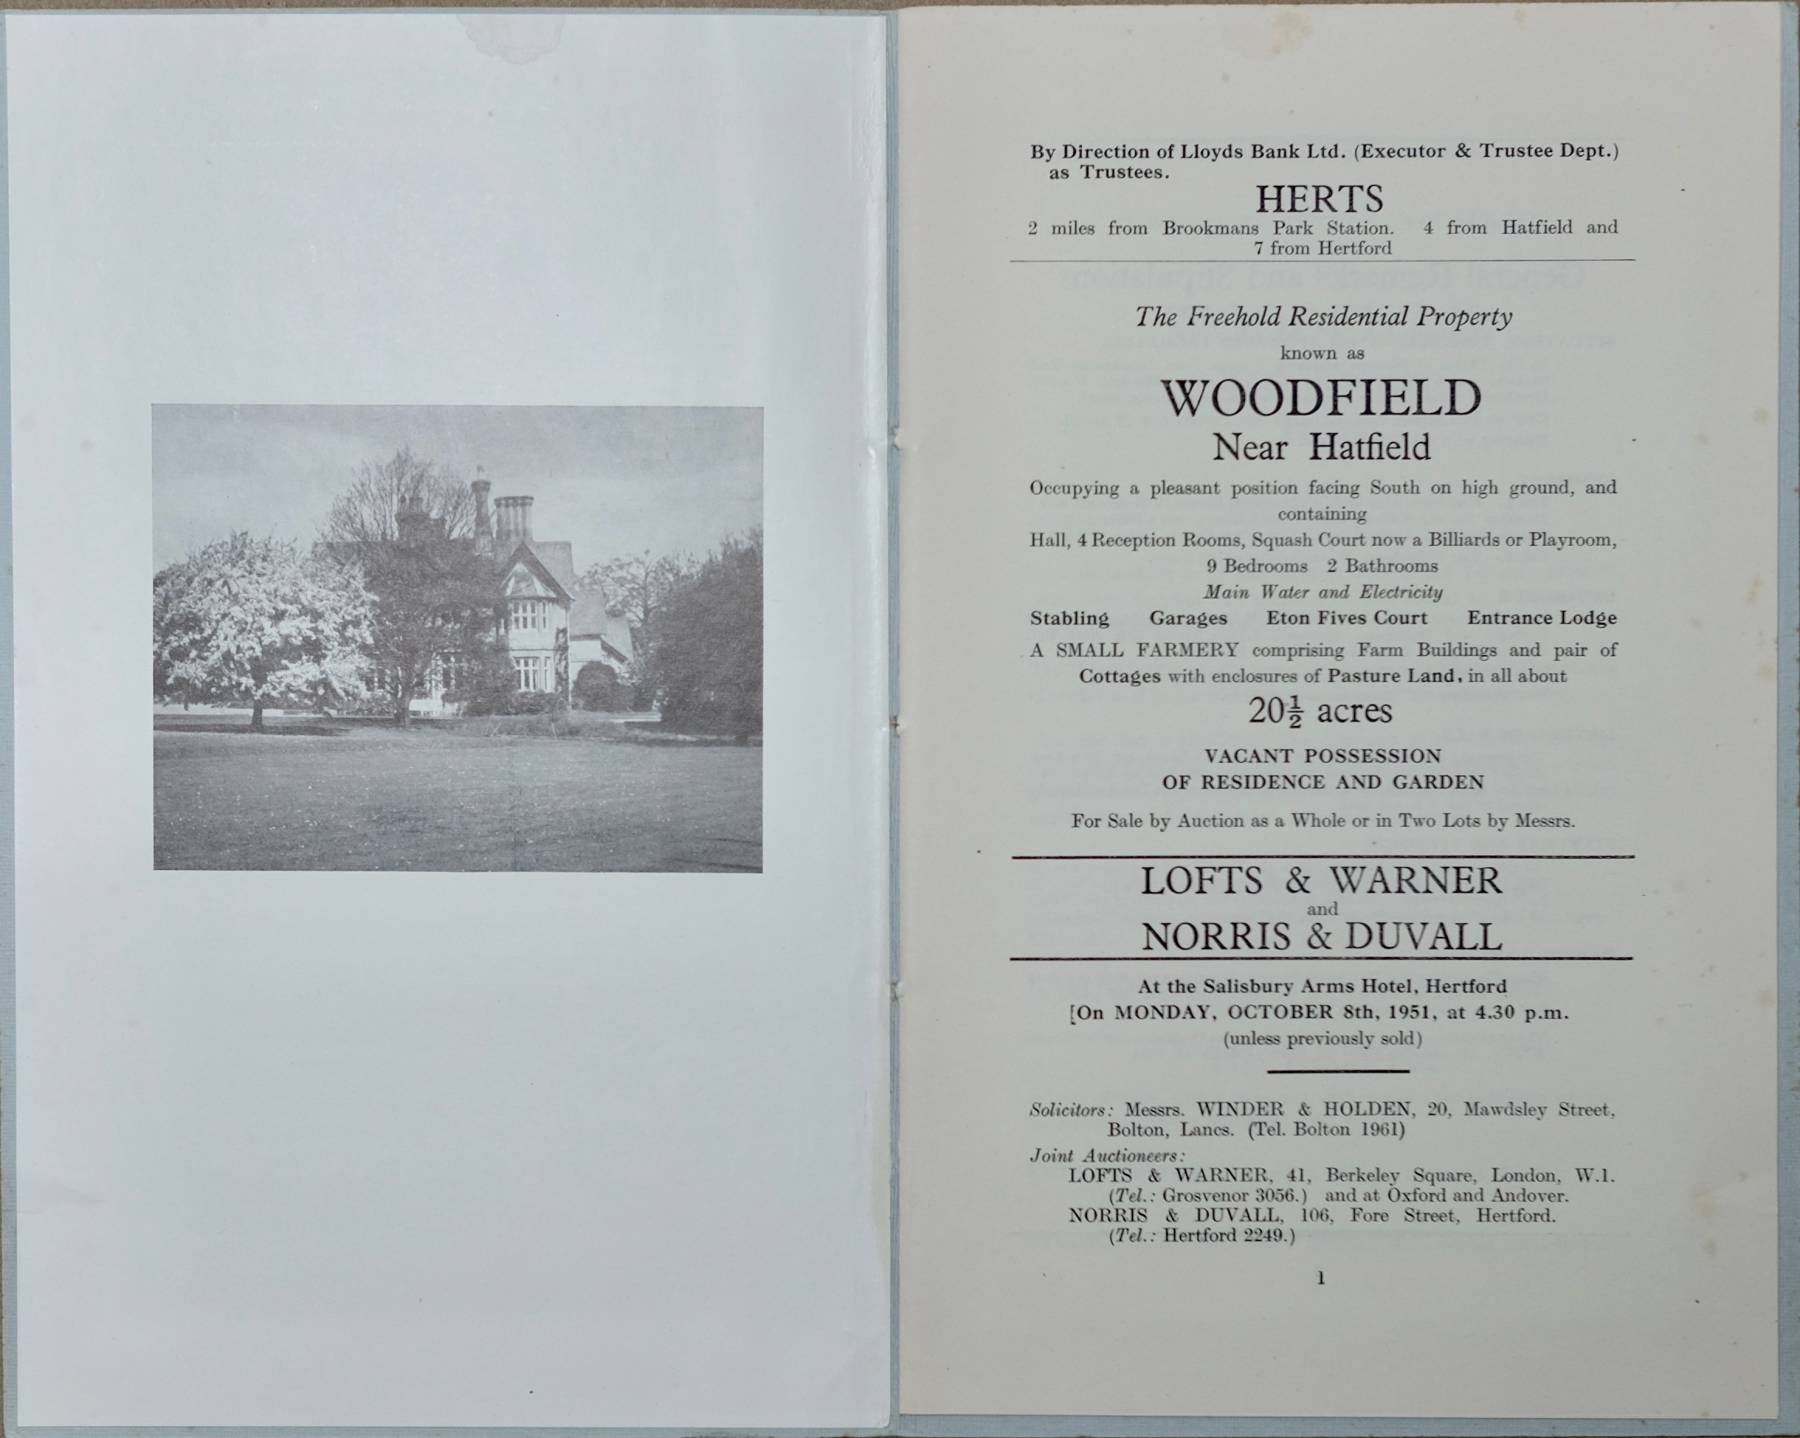 By Direction of Lloyds Bank Ltd. (Executor & Trustee Dept.)
as Trustees.
HERTS
2 miles from Brookmans Park Station. 4 from Hatfield and
7 from Hertford
The Freehold Residential Property
known as
WOODFIELD
Near Hatfield
Occupying a pleasant position facing South on high ground, and
containing
Hall, 4 Reception Rooms, Squash Court now a Billiards or Playroom,
9 Bedrooms 2 Bathrooms
Main Water and Electricity
Stabling Garages Eton Fives Court Entrance Lodge
A SMALL FARMERY comprising Farm Buildings and pair of
Cottages with enclosures of Pasture Land, in all about
20½ acres
VACANT POSSESSION
OF RESIDENCE AND GARDEN
For Sale by Auction as a Whole or in Two Lots by Messrs.
LOFTS & WARNER
and
NORRIS & DUVALL
At the Salisbury Arms Hotel, Hertford
[On MONDAY, OCTOBER 8th, 1951, at 4.30 p.m.
(unless previously sold)
Solicitors: Messrs. WINDER & HOLDEN, 20, Mawdsley Street,
Bolton, Lancs. (Tel. Bolton 1961)
Joint Auctioneers:
LOFTS & WARNER, 41, Berkeley Square, London, W.1.
(Tel.: Grosvenor 3056.) and at Oxford and Andover.
NORRIS & DUVALL, 106, Fore Street, Hertford.
(Tel.: Hertford 2249.)
1